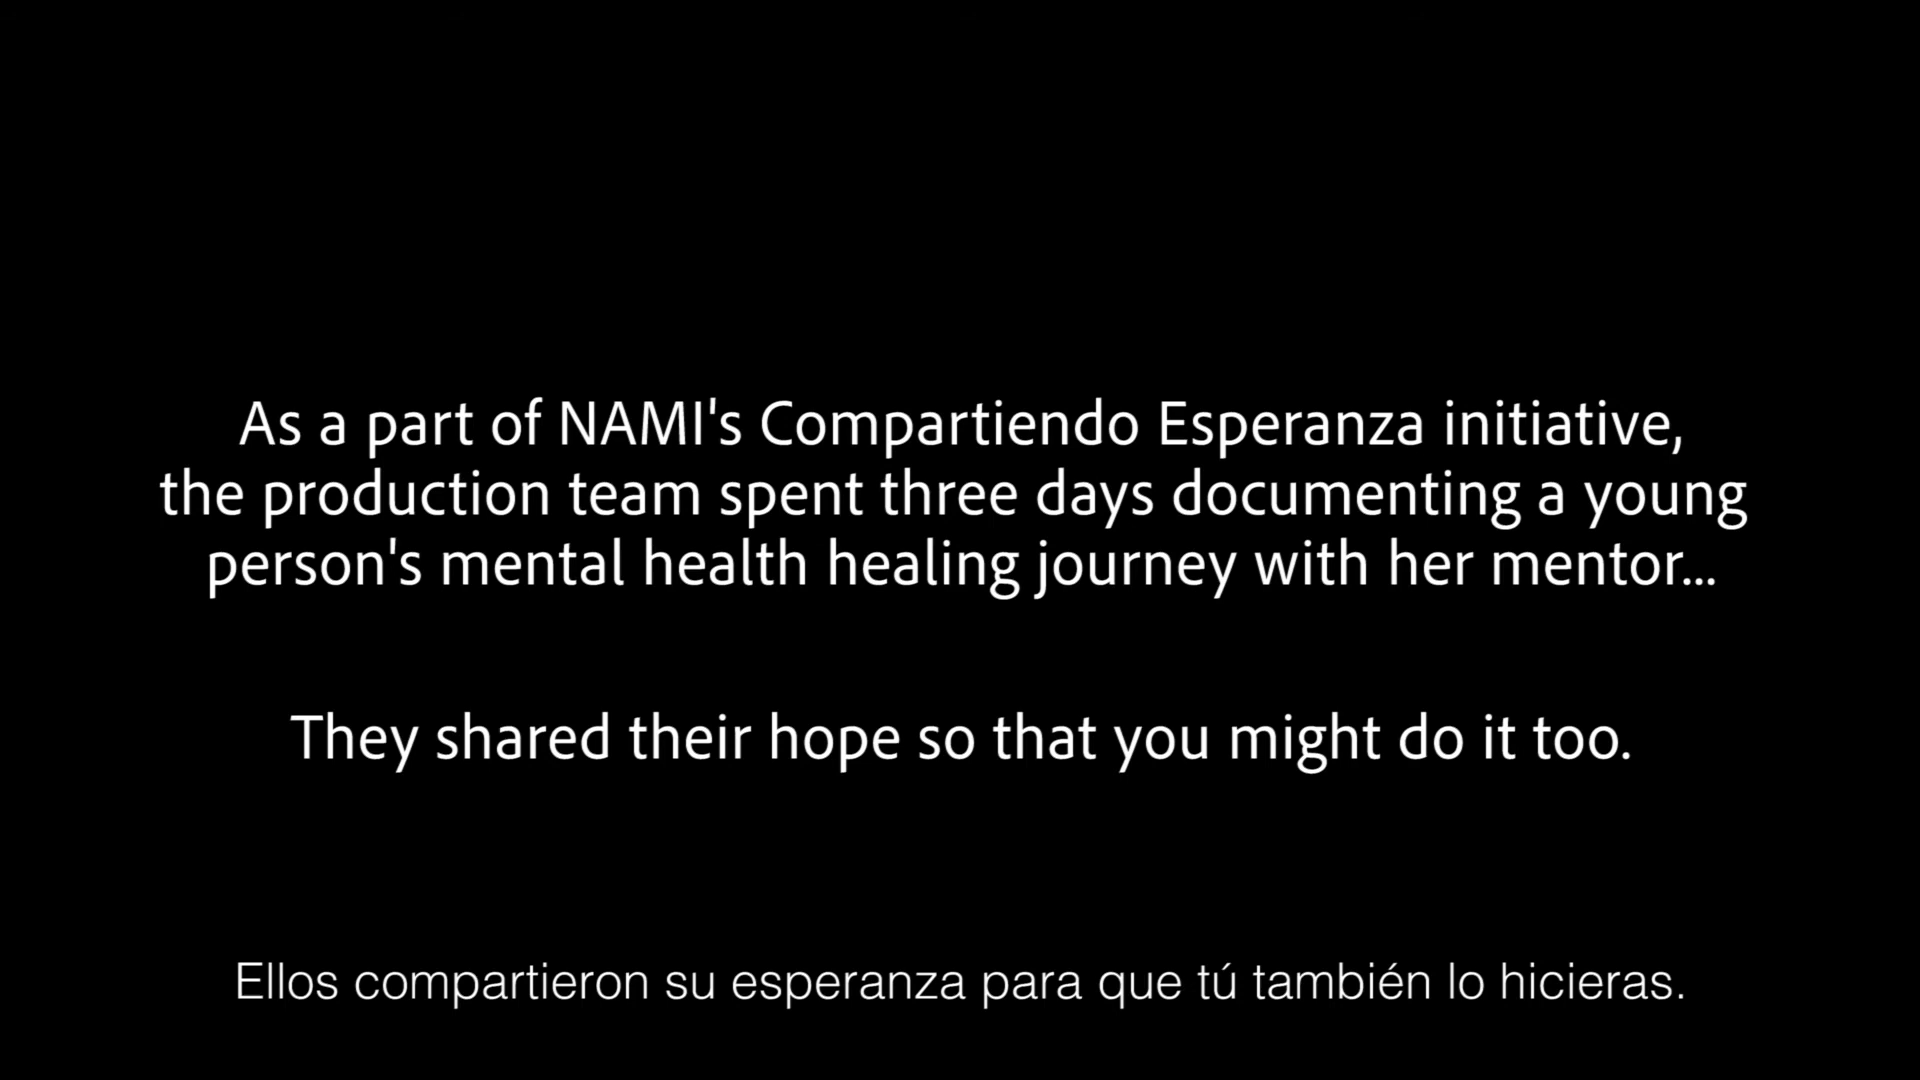 As a part of NAMI's Compartiendo Esperanza initiative,
the production team spent three days documenting a young
person's mental health healing journey with her mentor...
They shared their hope so that you might do it too.
Ellos compartieron su esperanza para que tú también lo hicieras.